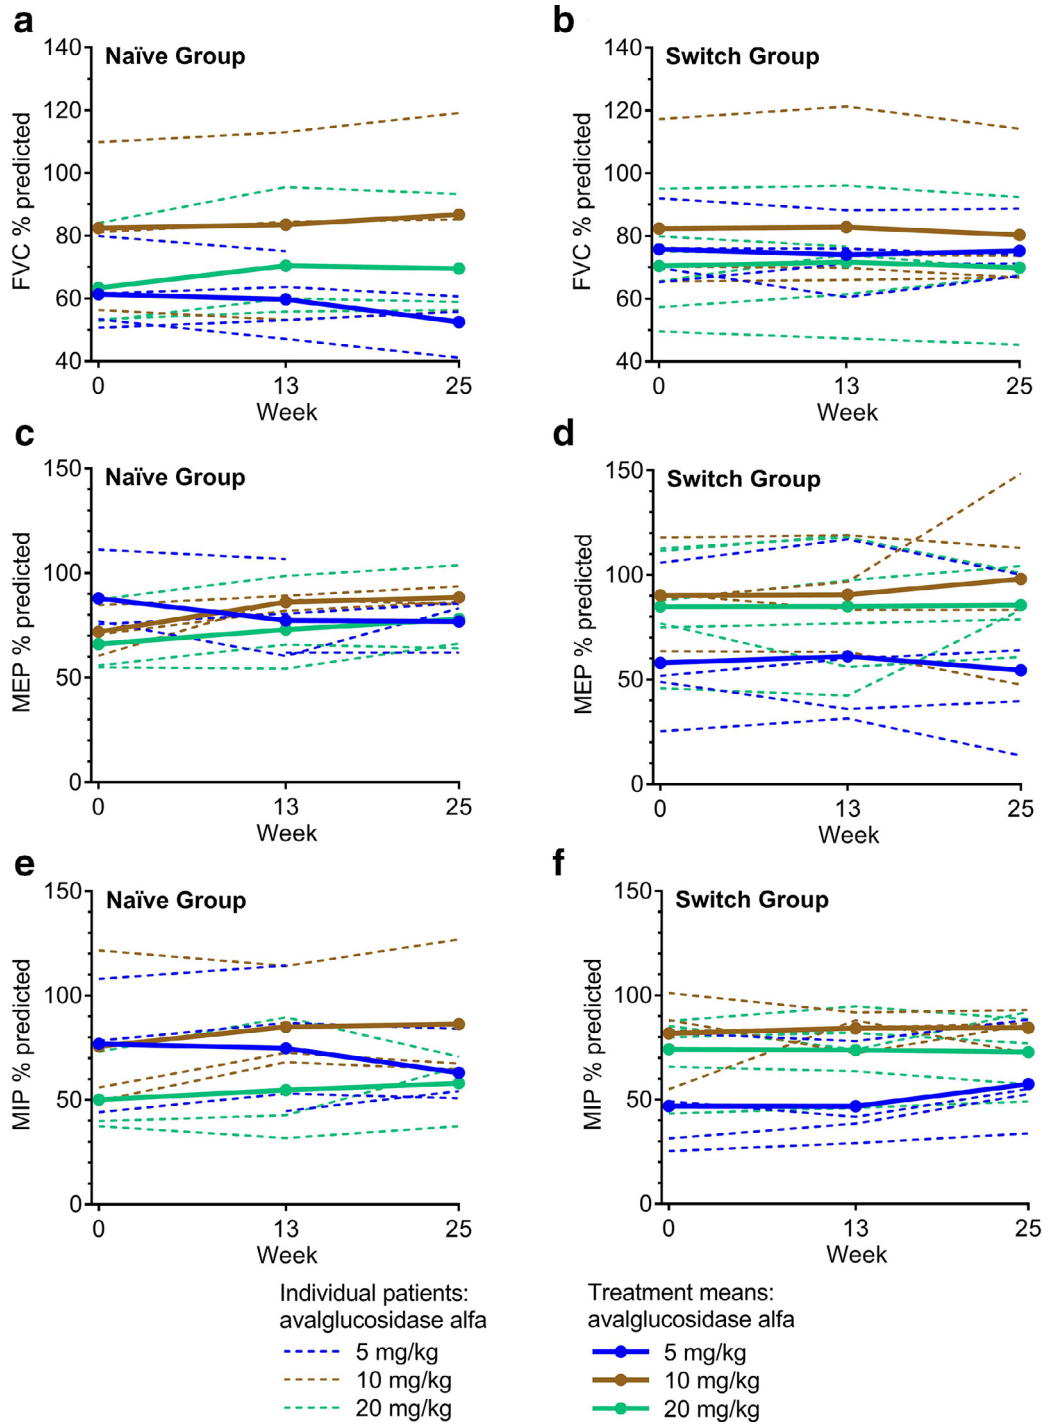 a
Naïve Group
FVC % predicted
140
120
100
80
60
40
0
13
25
Week
b
Switch Group
FVC % predicted
140
120
100
80
60
40
0
13
25
Week
c
Naïve Group
MEP % predicted
150
100
50
0
0
13
25
Week
d
Switch Group
MEP % predicted
150
100
50
0
0
13
25
Week
e
Naïve Group
MIP % predicted
150
100
50
0
0
13
25
Week
f
Switch Group
MIP % predicted
150
100
50
0
0
13
25
Week
Individual patients:
avalglucosidase alfa
5 mg/kg
10 mg/kg
20 mg/kg
Treatment means:
avalglucosidase alfa
5 mg/kg
10 mg/kg
20 mg/kg